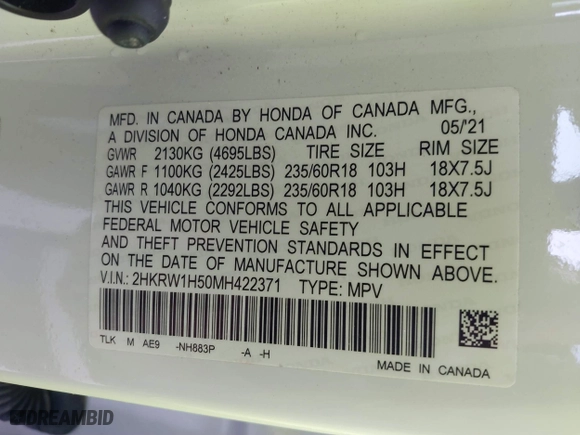 MFD. IN CANADA BY HONDA OF CANADA MFG.,
A DIVISION OF HONDA CANADA INC. 05/'21
GVWR 2130KG (4695LBS) TIRE SIZE RIM SIZE
GAWR F 1100KG (2425LBS) 235/60R18 103H 18X7.5J
GAWR R 1040KG (2292LBS) 235/60R18 103H 18X7.5J
THIS VEHICLE CONFORMS TO ALL APPLICABLE
FEDERAL MOTOR VEHICLE SAFETY
AND THEFT PREVENTION STANDARDS IN EFFECT
ON THE DATE OF MANUFACTURE SHOWN ABOVE.
V.I.N.: 2HKRW1H50MH422371 TYPE: MPV
TLK M AE9 -NH883P -A -H
MADE IN CANADA
DREAMBID